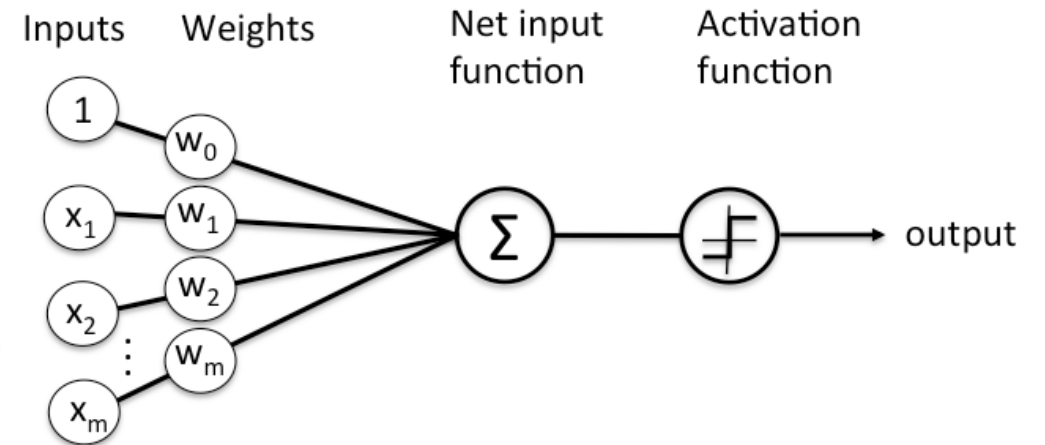 Inputs
Weights
Net input
function
Activation
function
1
w₀
x₁
w₁
Σ
output
x₂
w₂
⋮
wₘ
xₘ